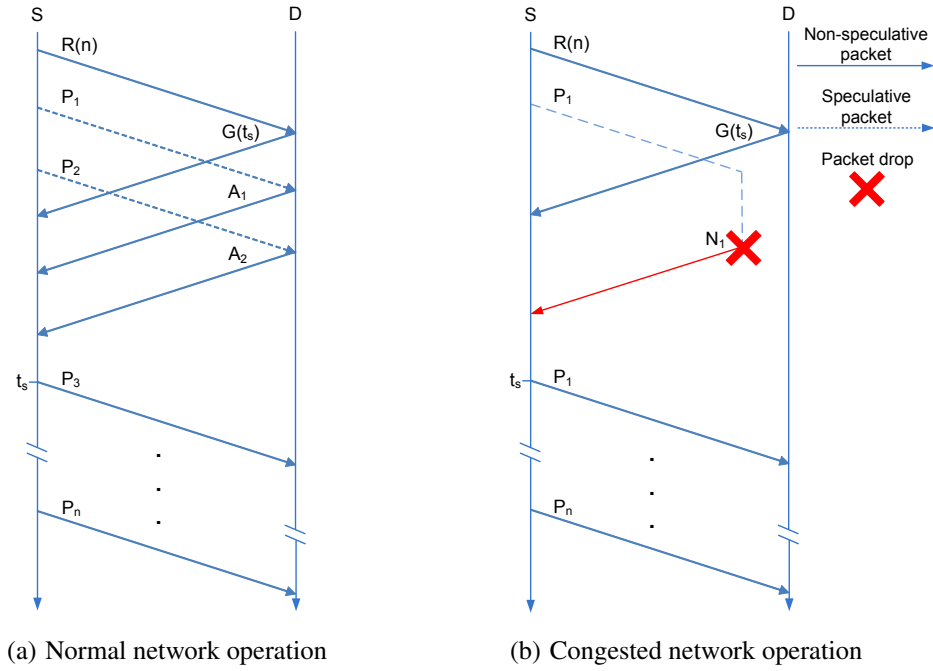 S
D
R(n)
P1
G(ts)
P2
A1
A2
ts
P3
.
.
.
Pn
(a) Normal network operation
S
D
R(n)
P1
G(ts)
N1
ts
P1
.
.
.
Pn
(b) Congested network operation
Non-speculative
packet
Speculative
packet
Packet drop